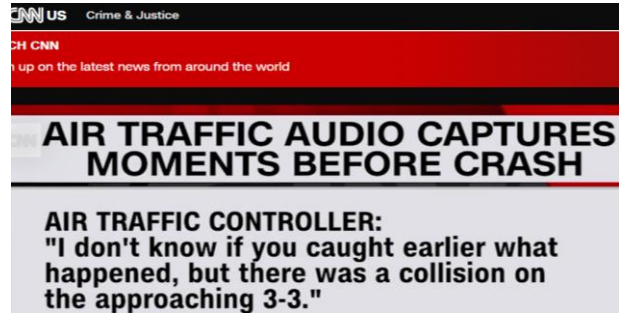 CNN US Crime & Justice
CH CNN
up on the latest news from around the world
AIR TRAFFIC AUDIO CAPTURES
MOMENTS BEFORE CRASH
AIR TRAFFIC CONTROLLER:
"I don't know if you caught earlier what
happened, but there was a collision on
the approaching 3-3."